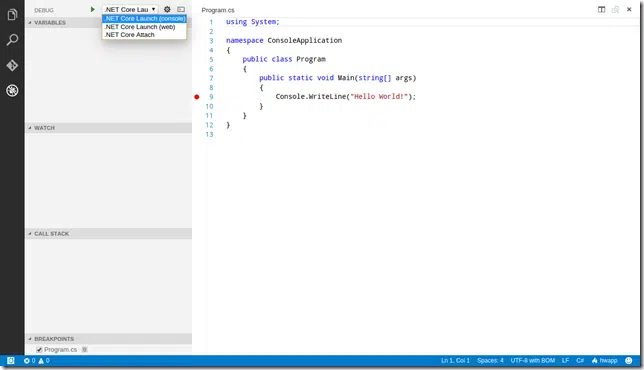 DEBUG
.NET Core Lau
.NET Core Launch (console)
.NET Core Launch (web)
.NET Core Attach
VARIABLES
WATCH
CALL STACK
BREAKPOINTS
Program.cs 9
Program.cs
1 using System;
2
3 namespace ConsoleApplication
4 {
5 public class Program
6 {
7 public static void Main(string[] args)
8 {
9 Console.WriteLine("Hello World!");
10 }
11 }
12 }
13
0 0 Ln 1, Col 1 Spaces: 4 UTF-8 with BOM LF C# hwapp